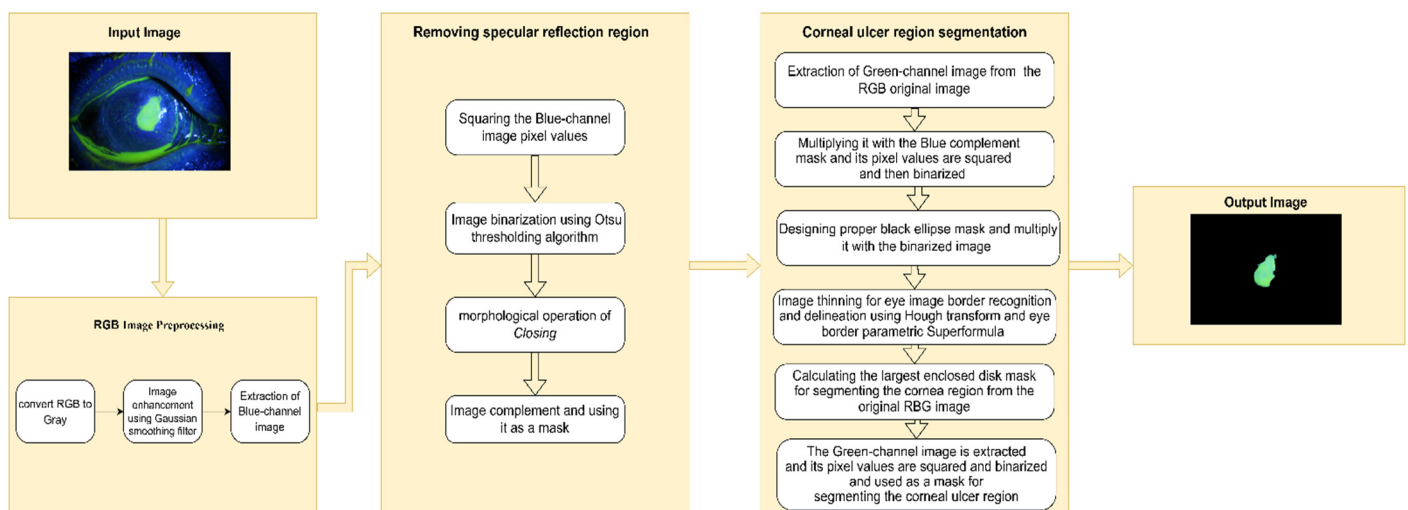 Input Image
RGB Image Preprocessing
convert RGB to
Gray
Image
enhancement
using Gaussian
smoothing filter
Extraction of
Blue-channel
image
Removing specular reflection region
Squaring the Blue-channel
image pixel values
Image binarization using Otsu
thresholding algorithm
morphological operation of
Closing
Image complement and using
it as a mask
Corneal ulcer region segmentation
Extraction of Green-channel image from the
RGB original image
Multiplying it with the Blue complement
mask and its pixel values are squared
and then binarized
Designing proper black ellipse mask and multiply
it with the binarized image
Image thinning for eye image border recognition
and delineation using Hough transform and eye
border parametric Superformula
Calculating the largest enclosed disk mask
for segmenting the cornea region from the
original RBG image
The Green-channel image is extracted
and its pixel values are squared and binarized
and used as a mask for
segmenting the corneal ulcer region
Output Image